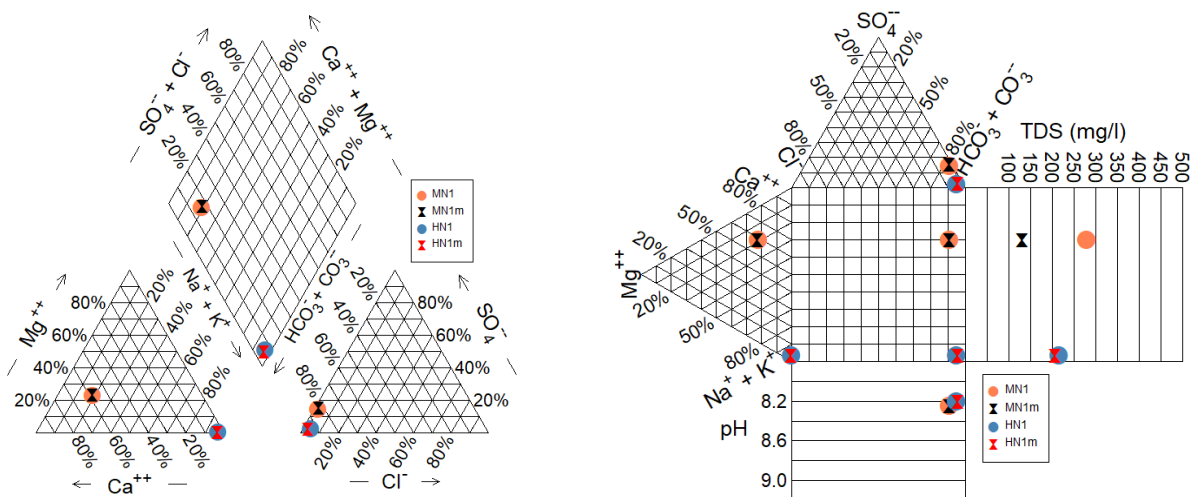 80%
80%
SO₄⁻⁻ + Cl⁻
Ca⁺⁺ + Mg⁺⁺
60%
60%
40%
40%
20%
20%
MN1
MN1m
HN1
HN1m
Mg⁺⁺
Na⁺ + K⁺
HCO₃⁻ + CO₃⁻⁻
SO₄⁻⁻
80%
20%
20%
80%
60%
40%
40%
60%
40%
60%
60%
40%
20%
80%
80%
20%
80%
60%
40%
20%
20%
40%
60%
80%
Ca⁺⁺
Cl⁻
SO₄⁻⁻
20%
20%
50%
50%
80%
80%
Cl⁻
HCO₃⁻ + CO₃⁻⁻
TDS (mg/l)
Ca⁺⁺
80%
50%
20%
Mg⁺⁺
20%
50%
80%
Na⁺ + K⁺
100
150
200
250
300
350
400
450
500
pH
8.2
8.6
9.0
MN1
MN1m
HN1
HN1m